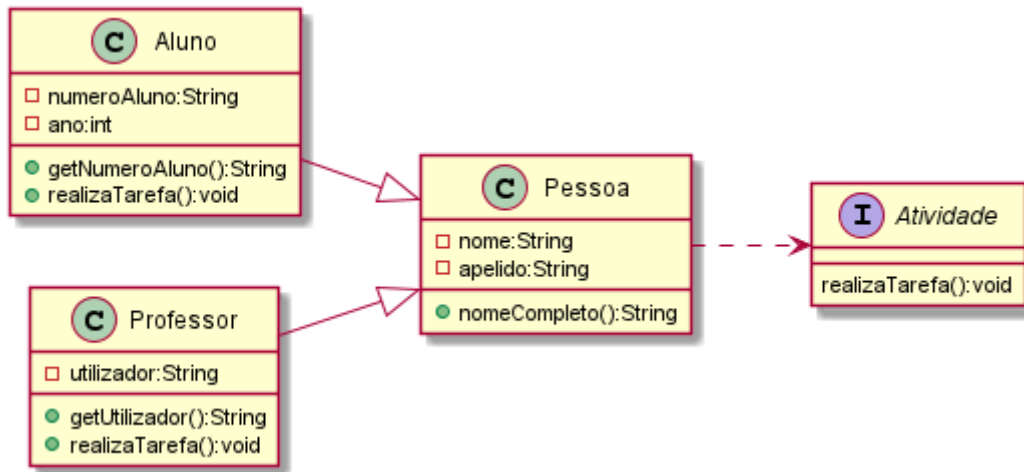 C Aluno
numeroAluno:String
ano:int
getNumeroAluno():String
realizaTarefa():void
C Pessoa
nome:String
apelido:String
nomeCompleto():String
I Atividade
realizaTarefa():void
C Professor
utilizador:String
getUtilizador():String
realizaTarefa():void